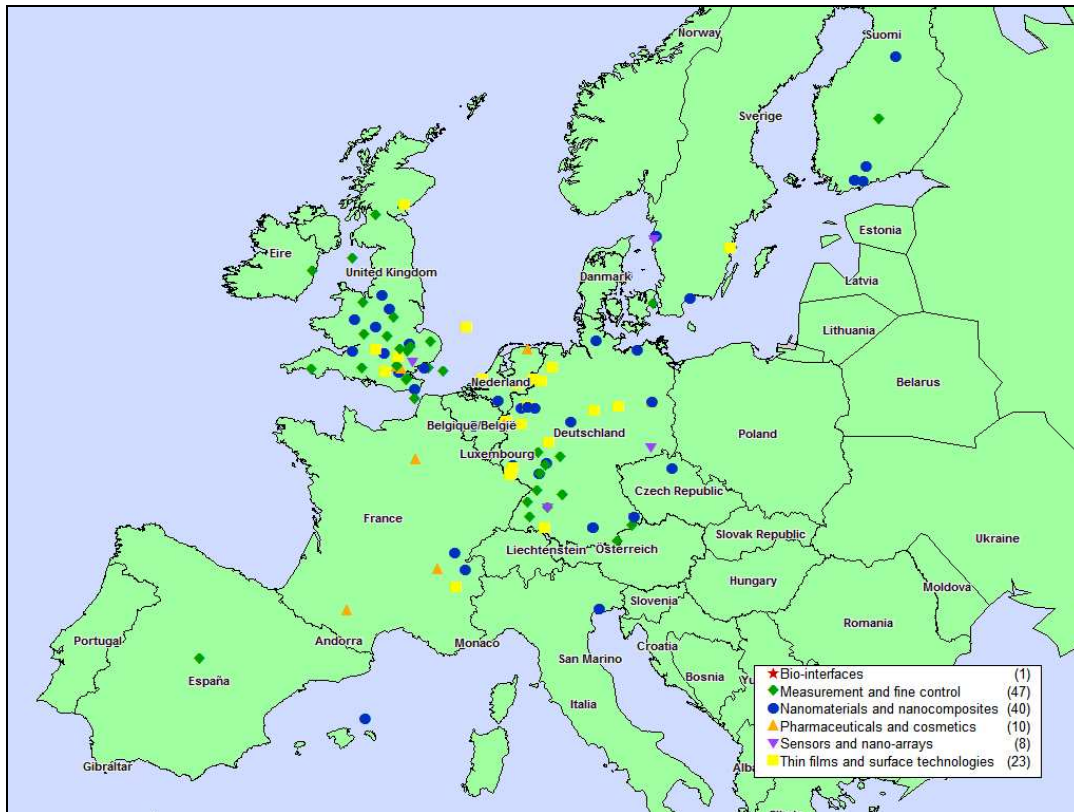 Norway
Suomi
Sverige
Estonia
Eire
United Kingdom
Danmark
Latvia
Lithuania
Belarus
Nederland
Belgique/België
Deutschland
Poland
Luxembourg
Czech Republic
France
Liechtenstein
Österreich
Slovak Republic
Ukraine
Hungary
Moldova
Slovenia
Romania
Portugal
Andorra
Monaco
Croatia
San Marino
Bosnia
España
Italia
Gibraltar
Bio-interfaces (1)
Measurement and fine control (47)
Nanomaterials and nanocomposites (40)
Pharmaceuticals and cosmetics (10)
Sensors and nano-arrays (8)
Thin films and surface technologies (23)